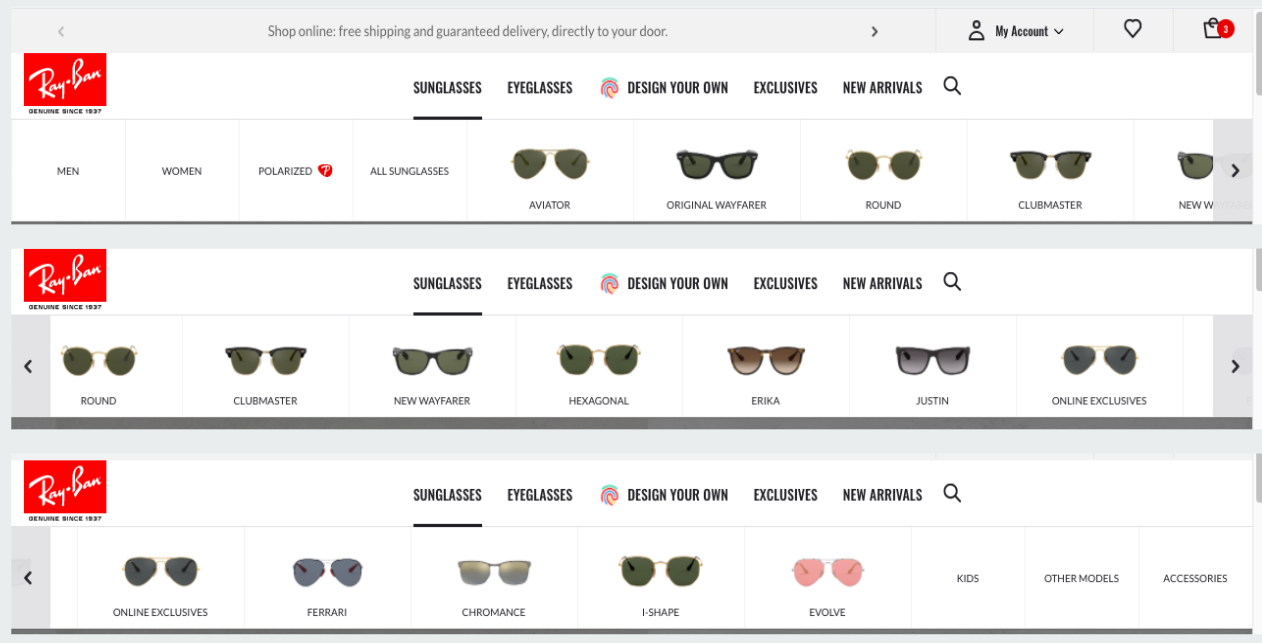 Shop online: free shipping and guaranteed delivery, directly to your door.
My Account
3
Ray-Ban
GENUINE SINCE 1937
SUNGLASSES EYEGLASSES DESIGN YOUR OWN EXCLUSIVES NEW ARRIVALS
MEN WOMEN POLARIZED P ALL SUNGLASSES
AVIATOR ORIGINAL WAYFARER ROUND CLUBMASTER NEW WAYFARER
Ray-Ban
GENUINE SINCE 1937
SUNGLASSES EYEGLASSES DESIGN YOUR OWN EXCLUSIVES NEW ARRIVALS
ROUND CLUBMASTER NEW WAYFARER HEXAGONAL ERIKA JUSTIN ONLINE EXCLUSIVES
Ray-Ban
GENUINE SINCE 1937
SUNGLASSES EYEGLASSES DESIGN YOUR OWN EXCLUSIVES NEW ARRIVALS
KIDS OTHER MODELS ACCESSORIES
ONLINE EXCLUSIVES FERRARI CHROMANCE I-SHAPE EVOLVE